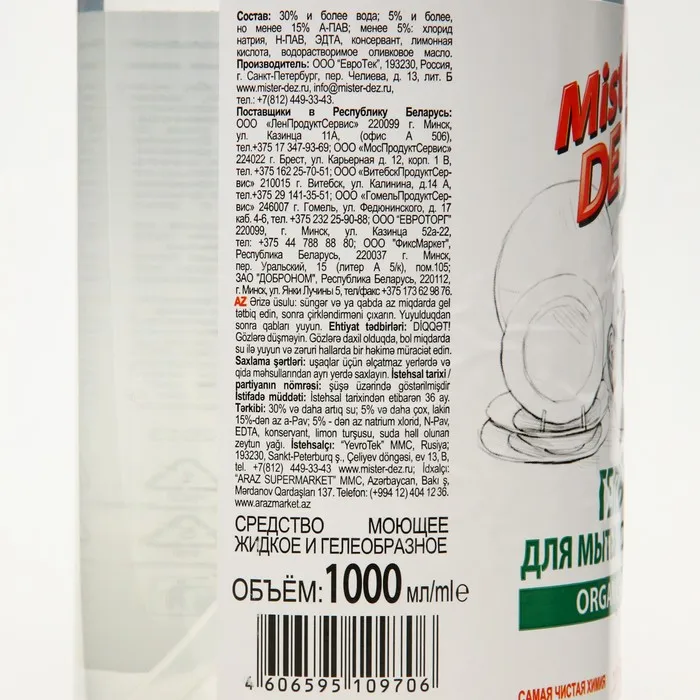 Состав: 30% и более вода; 5% и более,
но менее 15% А-ПАВ; менее 5%: хлорид
натрия, Н-ПАВ, ЭДТА, консервант, лимонная
кислота, водорастворимое оливковое масло.
Производитель: ООО "ЕвроТек", 193230, Россия,
г. Санкт-Петербург, пер. Челиева, д. 13, лит. Б
www.mister-dez.ru, info@mister-dez.ru,
тел.:+7(812) 449-33-43.
Поставщики в Республику Беларусь:
ООО «ЛенПродуктСервис» 220099 г. Минск,
ул. Казинца 11А, (офис А 506),
тел.+375 17 347-93-69; ООО «МосПродуктСервис»
224022 г. Брест, ул. Карьерная д. 12, корп. 1 В,
тел.+375 162 25-70-51; ООО «ВитебскПродуктСер-
вис» 210015 г. Витебск, ул. Калинина, д.14 А,
тел.+375 29 141-35-51; ООО «ГомельПродуктСер-
вис» 246007 г. Гомель, ул. Федюнинского, д. 17
каб. 4-6, тел.+375 232 25-90-88; ООО "ЕВРОТОРГ"
220099, г. Минск, ул. Казинца 52а-22,
тел: +375 44 788 88 80; ООО "ФиксМаркет",
Республика Беларусь, 220037 г. Минск,
пер. Уральский, 15 (литер А 5/к), пом.105;
ЗАО "ДОБРОНОМ", Республика Беларусь, 220112,
г. Минск, ул. Янки Лучины 5, тел/факс +375 173 62 98 76.
AZ Əriza üsulu: süngər və ya qabda az miqdarda gel
tətbiq edin, sonra çirkləndirməni çıxarın. Yuyulduqdan
sonra qabları yuyun. Ehtiyat tədbirləri: DİQQƏT!
Gözlərə düşməyin. Gözlərə daxil olduqda, bol miqdarda
su ilə yuyun və zəruri hallarda bir həkimə müraciət edin.
Saxlama şərtləri: uşaqlar üçün əlçatmaz yerlərdə və
qida məhsullarından ayrı yerdə saxlayın. İstehsal tarixi /
partiyanın nömrəsi: şüşə üzərində göstərilmişdir
İstifadə müddəti: İstehsal tarixindən etibarən 36 ay.
Tərkibi: 30% və daha artıq su; 5% və daha çox, lakin
15%-dən az a-Pav; 5% - dən az natrium xlorid, N-Pav,
EDTA, konservant, limon turşusu, suda həll olunan
zeytun yağı. İstehsalçı: "YevroTek" MMC, Rusiya;
193230, Sankt-Peterburq ş., Çeliyev döngəsi, ev 13, B,
tel. +7(812) 449-33-43 www.mister-dez.ru; İdxalçı:
"ARAZ SUPERMARKET" MMC, Azərbaycan, Bakı ş.,
Mərdanov Qardaşları 137. Telefon: (+994 12) 404 12 36.
www.arazmarket.az
СРЕДСТВО МОЮЩЕЕ
ЖИДКОЕ И ГЕЛЕОБРАЗНОЕ
ОБЪЁМ: 1000 мл/ml℮
4 606595 109706
Mist
DE
ДЛЯ МЫТ
ORGA
САМАЯ ЧИСТАЯ ХИМИЯ